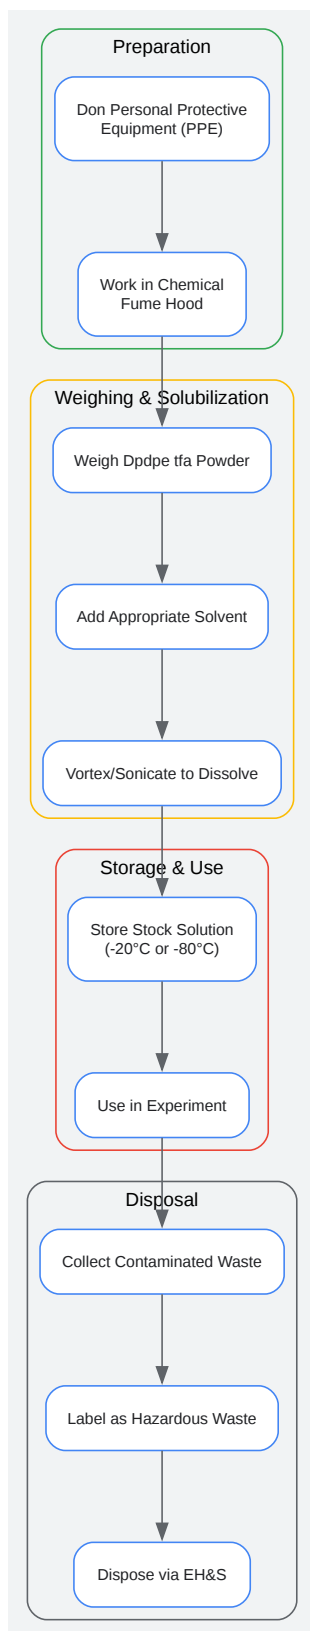 Preparation
Don Personal Protective
Equipment (PPE)
Work in Chemical
Fume Hood
Weighing & Solubilization
Weigh Dpdpe tfa Powder
Add Appropriate Solvent
Vortex/Sonicate to Dissolve
Storage & Use
Store Stock Solution
(-20°C or -80°C)
Use in Experiment
Disposal
Collect Contaminated Waste
Label as Hazardous Waste
Dispose via EH&S